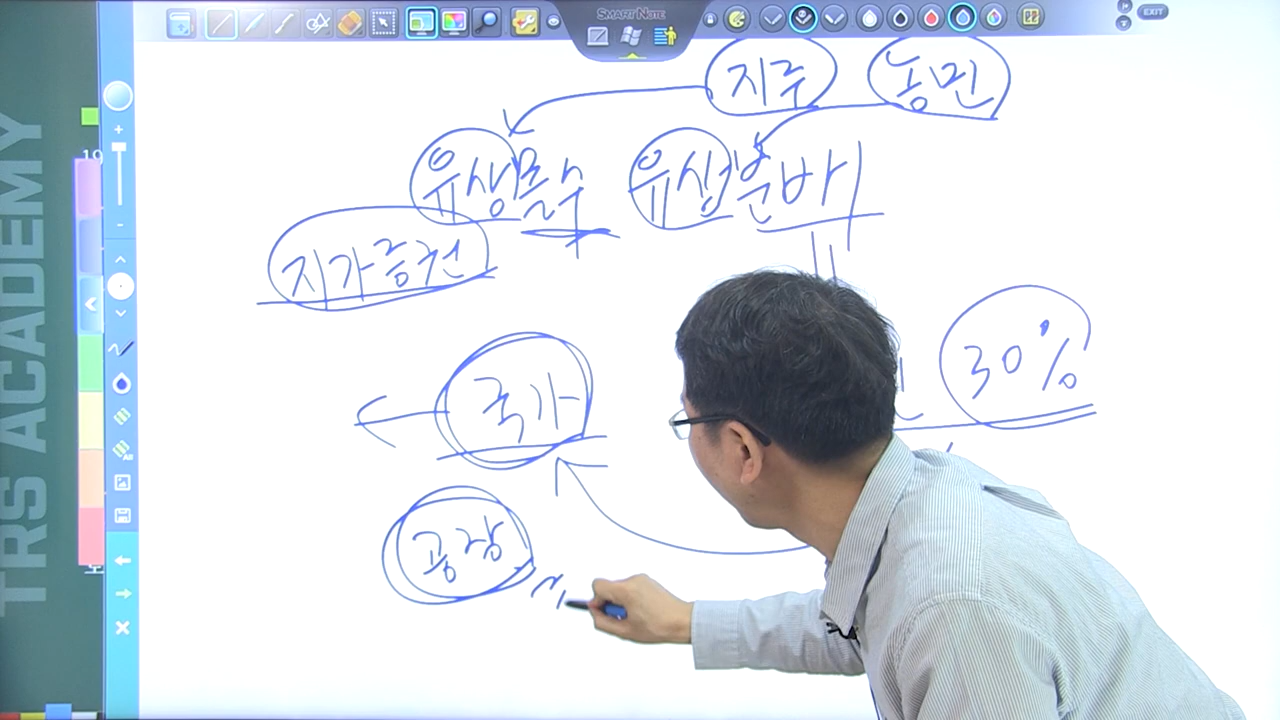 SMART NOTE
EXIT
지주 농민
유상몰수 유상분배
지가증권
국가 30%
공장
TRS ACADEMY
All